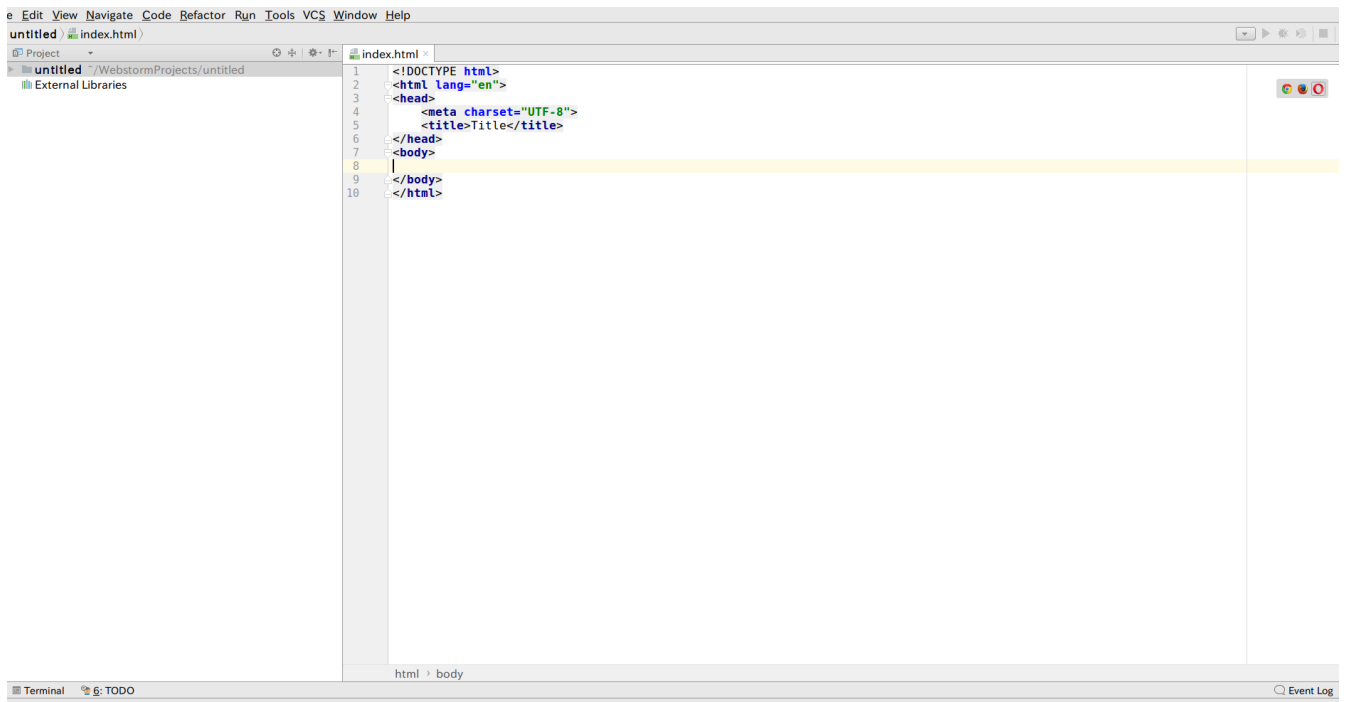 e Edit View Navigate Code Refactor Run Tools VCS Window Help
untitled index.html
Project
index.html ×
untitled ~/WebstormProjects/untitled
External Libraries
1 <!DOCTYPE html>
2 <html lang="en">
3 <head>
4     <meta charset="UTF-8">
5     <title>Title</title>
6 </head>
7 <body>
8
9 </body>
10 </html>
html › body
Terminal 6: TODO Event Log